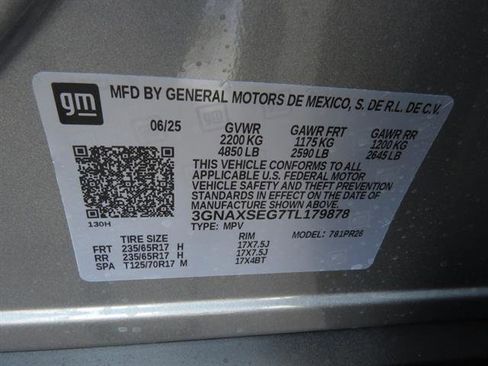 gm
MFD BY GENERAL MOTORS DE MEXICO, S. DE R.L. DE C.V.
06/25 GVWR GAWR FRT GAWR RR
2200 KG 1175 KG 1200 KG
4850 LB 2590 LB 2645 LB
THIS VEHICLE CONFORMS TO ALL
APPLICABLE U.S. FEDERAL MOTOR
VEHICLE SAFETY AND THEFT PREVENTION
STANDARDS IN EFFECT ON THE DATE OF
MANUFACTURE SHOWN ABOVE.
3GNAXSEG7TL179878
130H TYPE: MPV MODEL: 781PR26
TIRE SIZE RIM
FRT 235/65R17 H 17X7.5J
RR 235/65R17 H 17X7.5J
SPA T125/70R17 M 17X4BT